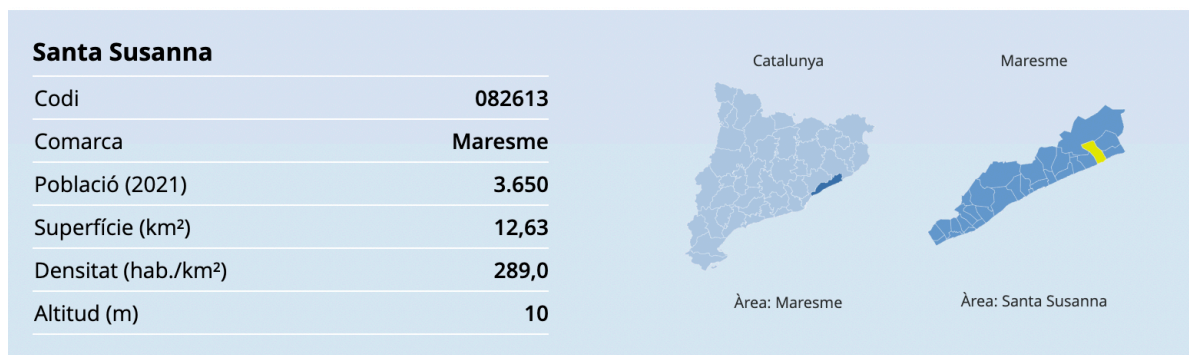 Santa Susanna
Codi 082613
Comarca Maresme
Població (2021) 3.650
Superfície (km²) 12,63
Densitat (hab./km²) 289,0
Altitud (m) 10
Catalunya
Àrea: Maresme
Maresme
Àrea: Santa Susanna